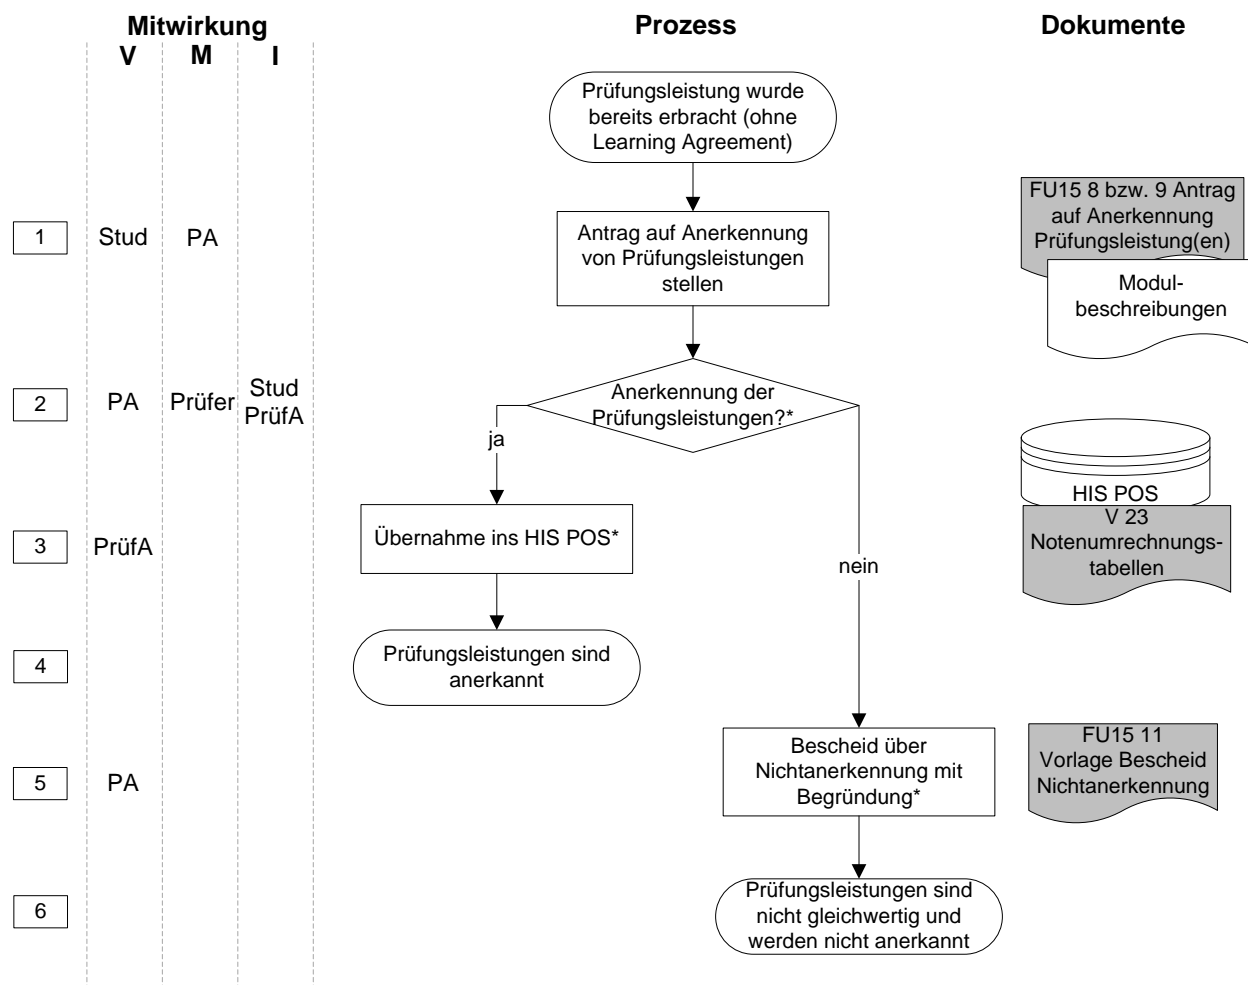 Mitwirkung
Prozess
Dokumente
V
M
I
Prüfungsleistung wurde
bereits erbracht (ohne
Learning Agreement)
1
Stud
PA
Antrag auf Anerkennung
von Prüfungsleistungen
stellen
FU15 8 bzw. 9 Antrag
auf Anerkennung
Prüfungsleistung(en)
Modul-
beschreibungen
2
PA
Prüfer
Stud
PrüfA
Anerkennung der
Prüfungsleistungen?*
ja
nein
HIS POS
3
PrüfA
Übernahme ins HIS POS*
V 23
Notenumrechnungs-
tabellen
4
Prüfungsleistungen sind
anerkannt
5
PA
Bescheid über
Nichtanerkennung mit
Begründung*
FU15 11
Vorlage Bescheid
Nichtanerkennung
6
Prüfungsleistungen sind
nicht gleichwertig und
werden nicht anerkannt